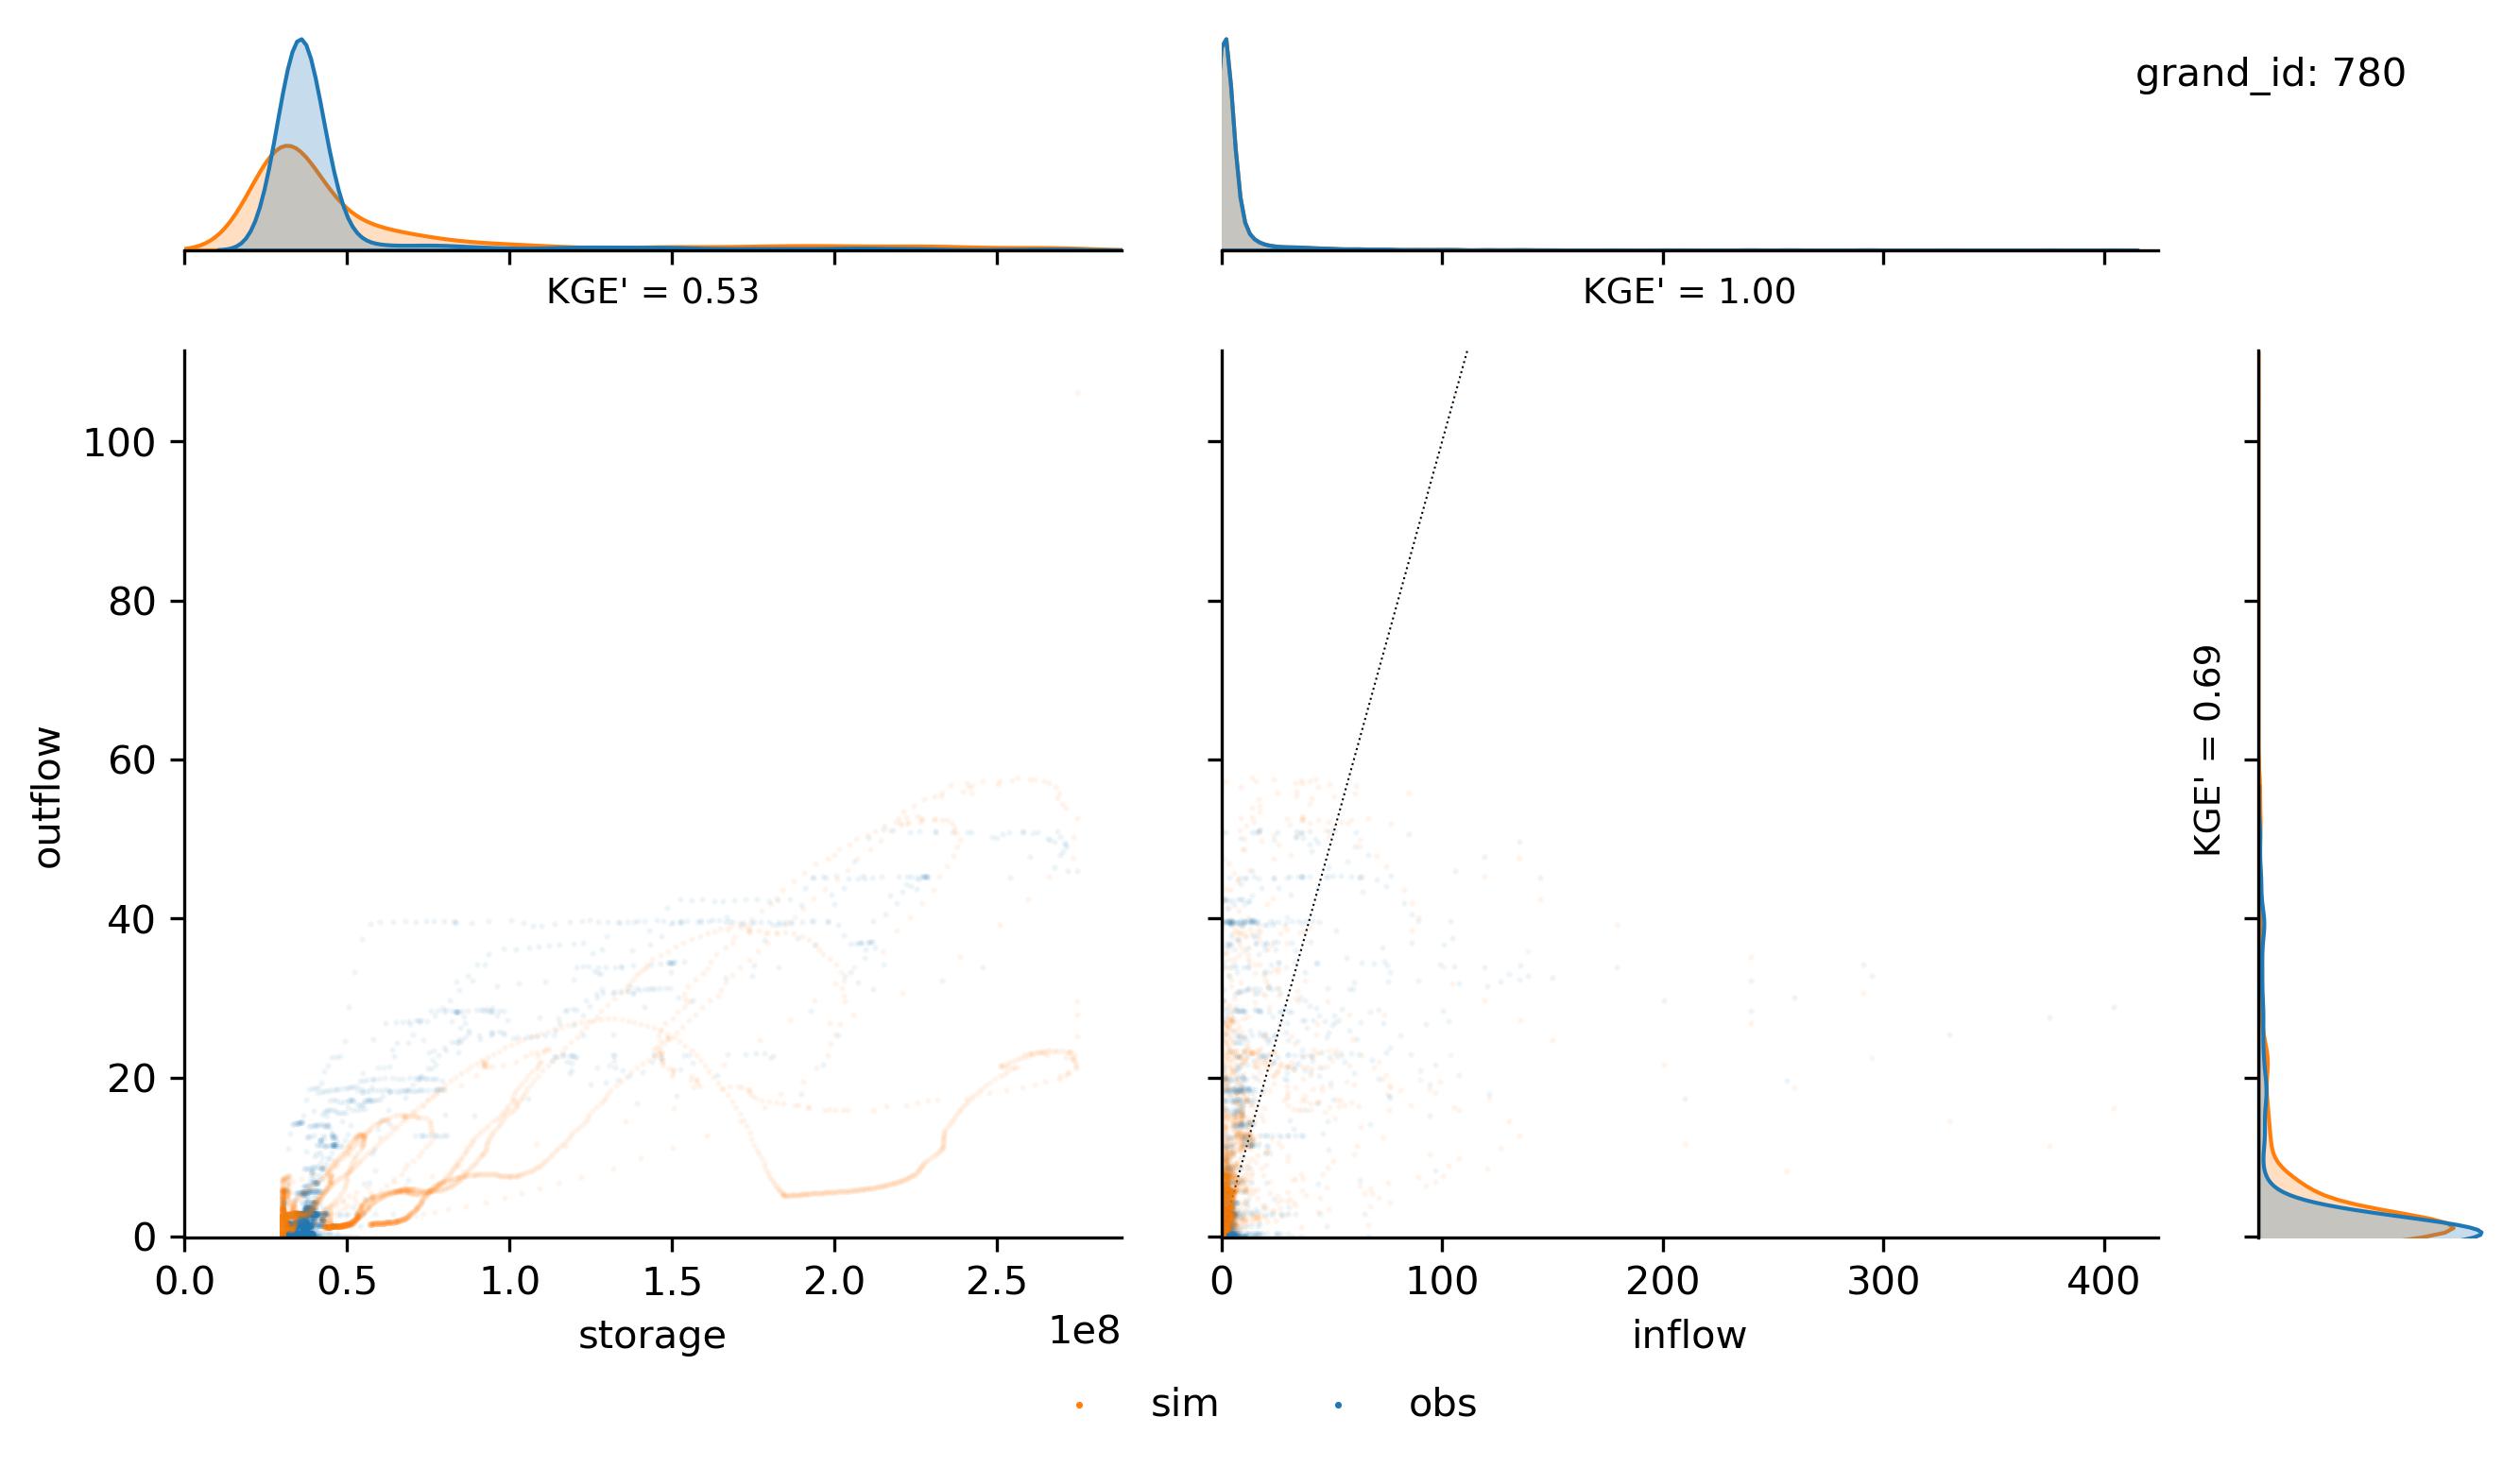 grand_id: 780
KGE' = 0.53
KGE' = 1.00
outflow
100
80
60
40
20
0
KGE' = 0.69
0.0 0.5 1.0 1.5 2.0 2.5
0 100 200 300 400
storage
1e8
inflow
sim obs